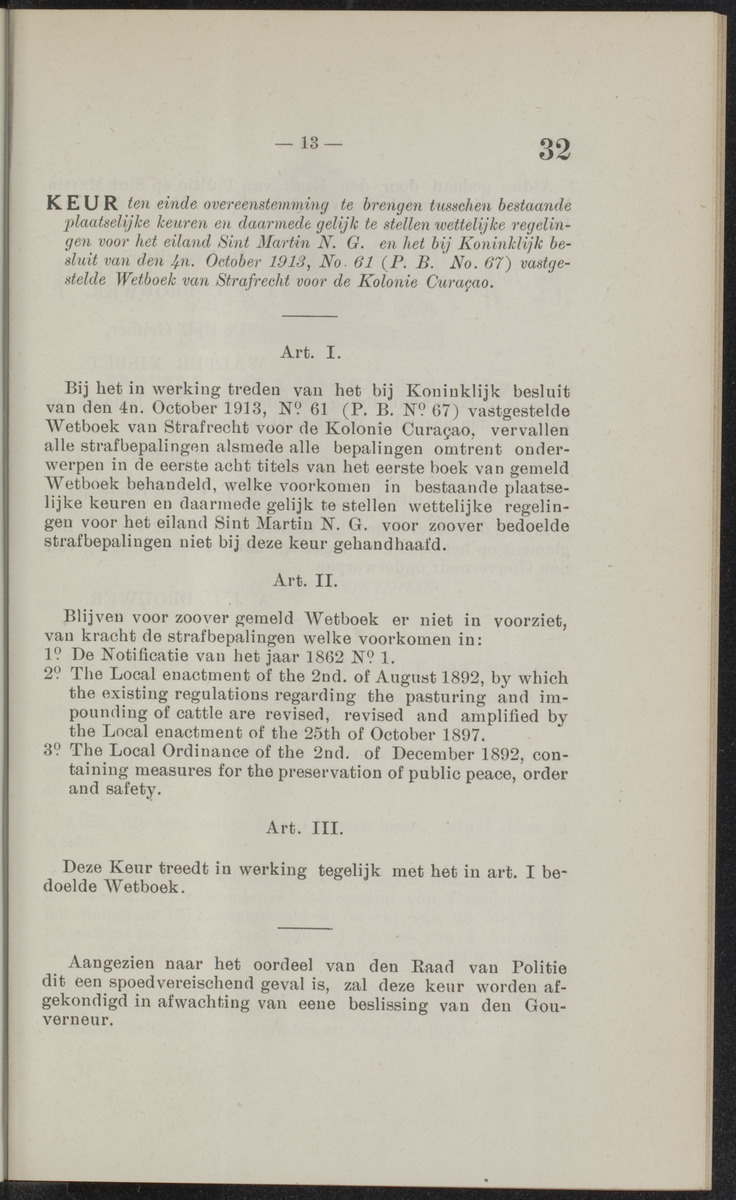 — 13 —
32
KEUR ten einde overeenstemming te brengen tusschen bestaande
plaatselijke keuren en daarmede gelijk te stellen wettelijke regelin-
gen voor het eiland Sint Martin N. G. en het bij Koninklijk be-
sluit van den 4n. October 1913, No. 61 (P. B. No. 67) vastge-
stelde Wetboek van Strafrecht voor de Kolonie Curaçao.
Art. I.
Bij het in werking treden van het bij Koninklijk besluit
van den 4n. October 1913, Nº 61 (P. B. Nº 67) vastgestelde
Wetboek van Strafrecht voor de Kolonie Curaçao, vervallen
alle strafbepalingen alsmede alle bepalingen omtrent onder-
werpen in de eerste acht titels van het eerste boek van gemeld
Wetboek behandeld, welke voorkomen in bestaande plaatse-
lijke keuren en daarmede gelijk te stellen wettelijke regelin-
gen voor het eiland Sint Martin N. G. voor zoover bedoelde
strafbepalingen niet bij deze keur gehandhaafd.
Art. II.
Blijven voor zoover gemeld Wetboek er niet in voorziet,
van kracht de strafbepalingen welke voorkomen in:
1º De Notificatie van het jaar 1862 Nº 1.
2º The Local enactment of the 2nd. of August 1892, by which
the existing regulations regarding the pasturing and im-
pounding of cattle are revised, revised and amplified by
the Local enactment of the 25th of October 1897.
3º The Local Ordinance of the 2nd. of December 1892, con-
taining measures for the preservation of public peace, order
and safety.
Art. III.
Deze Keur treedt in werking tegelijk met het in art. I be-
doelde Wetboek.
Aangezien naar het oordeel van den Raad van Politie
dit een spoedvereischend geval is, zal deze keur worden af-
gekondigd in afwachting van eene beslissing van den Gou-
verneur.